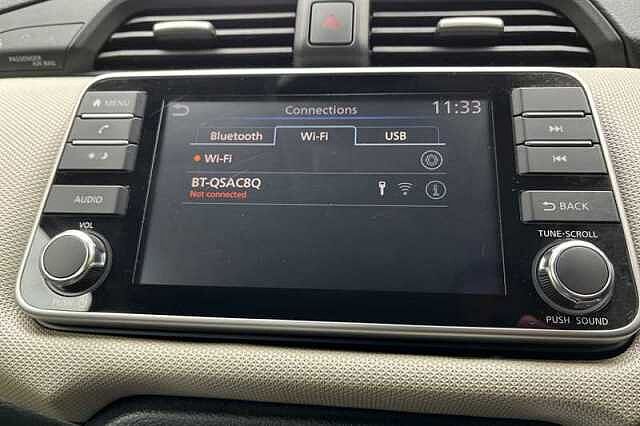 PASSENGER
AIR BAG
MENU
Connections
11:33
Bluetooth
Wi-Fi
USB
Wi-Fi
BT-QSAC8Q
Not connected
AUDIO
BACK
VOL
TUNE-SCROLL
PUSH SOUND